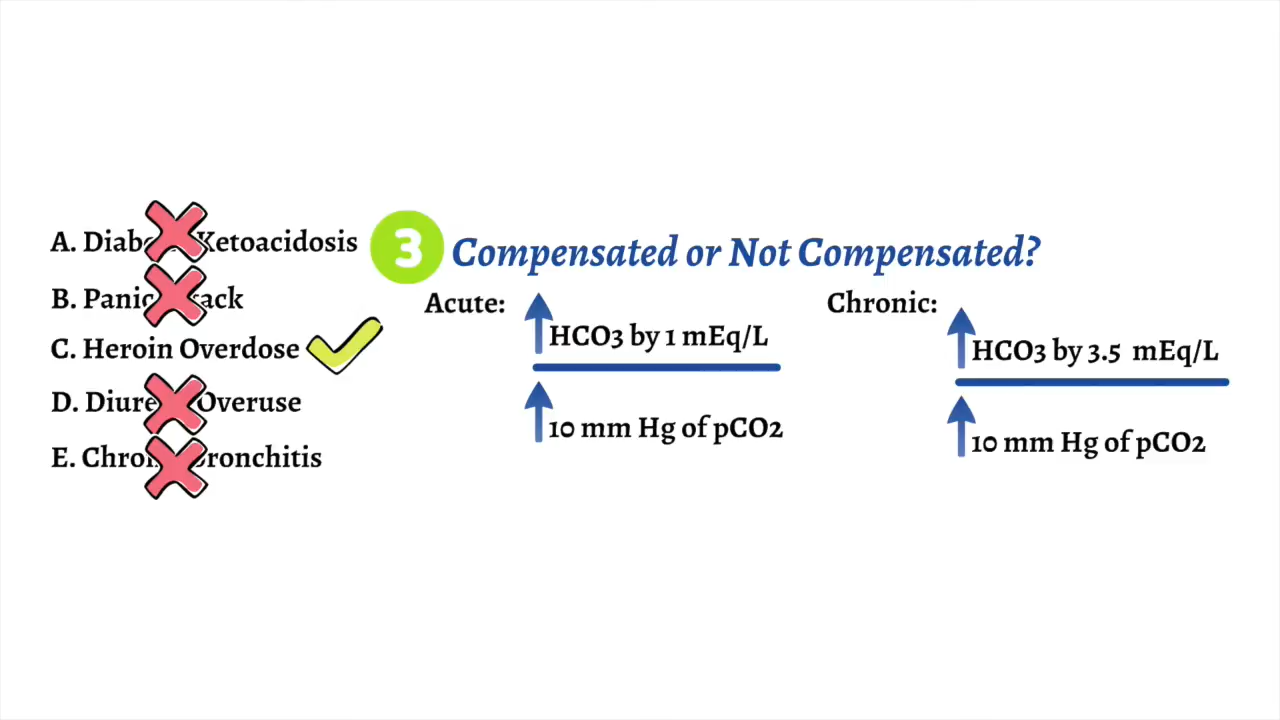 A. Diab Ketoacidosis
B. Panic ack
C. Heroin Overdose
D. Diure Overuse
E. Chron ronchitis
3 Compensated or Not Compensated?
Acute:
HCO3 by 1 mEq/L
10 mm Hg of pCO2
Chronic:
HCO3 by 3.5 mEq/L
10 mm Hg of pCO2